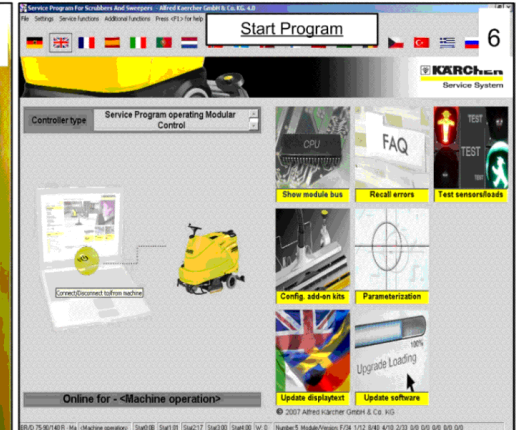 Service Program For Scrubbers And Sweepers - Alfred Kaercher GmbH & Co. KG. 4.0
File Settings Service functions Additional functions Press <F1> for help
Start Program
6
KÄRCHER
Service System
Controller type
Service Program operating Modular
Control
CPU
FAQ
TEST
TEST
TEST
Show module bus
Recall errors
Test sensors/loads
Connect/Disconnect to/from machine
Config. add-on kits
Parameterization
100%
Upgrade Loading
Update displaytext
Update software
Online for - <Machine operation>
© 2007 Alfred Kärcher GmbH & Co. KG